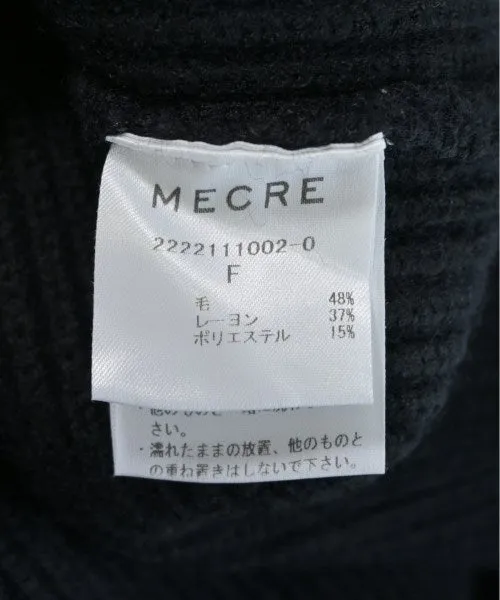 MECRE
2222111002-0
F
毛 48%
レーヨン 37%
ポリエステル 15%
さい。
・濡れたままの放置、他のものと
の重ね置きはしないで下さい。